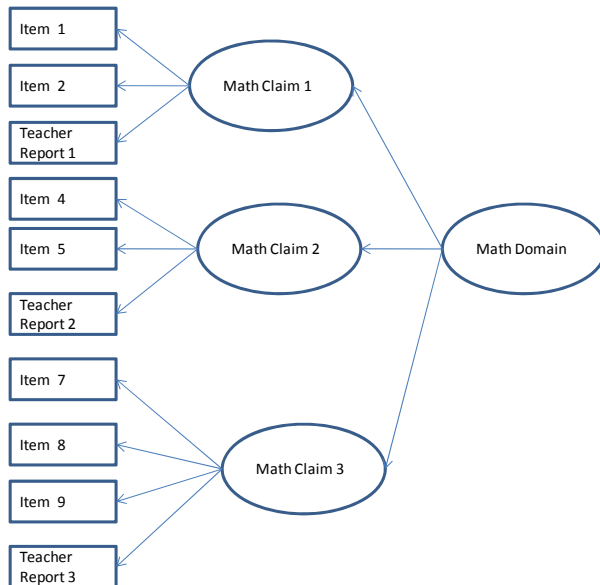 Item 1
Item 2
Teacher
Report 1
Math Claim 1
Item 4
Item 5
Teacher
Report 2
Math Claim 2
Math Domain
Item 7
Item 8
Item 9
Teacher
Report 3
Math Claim 3